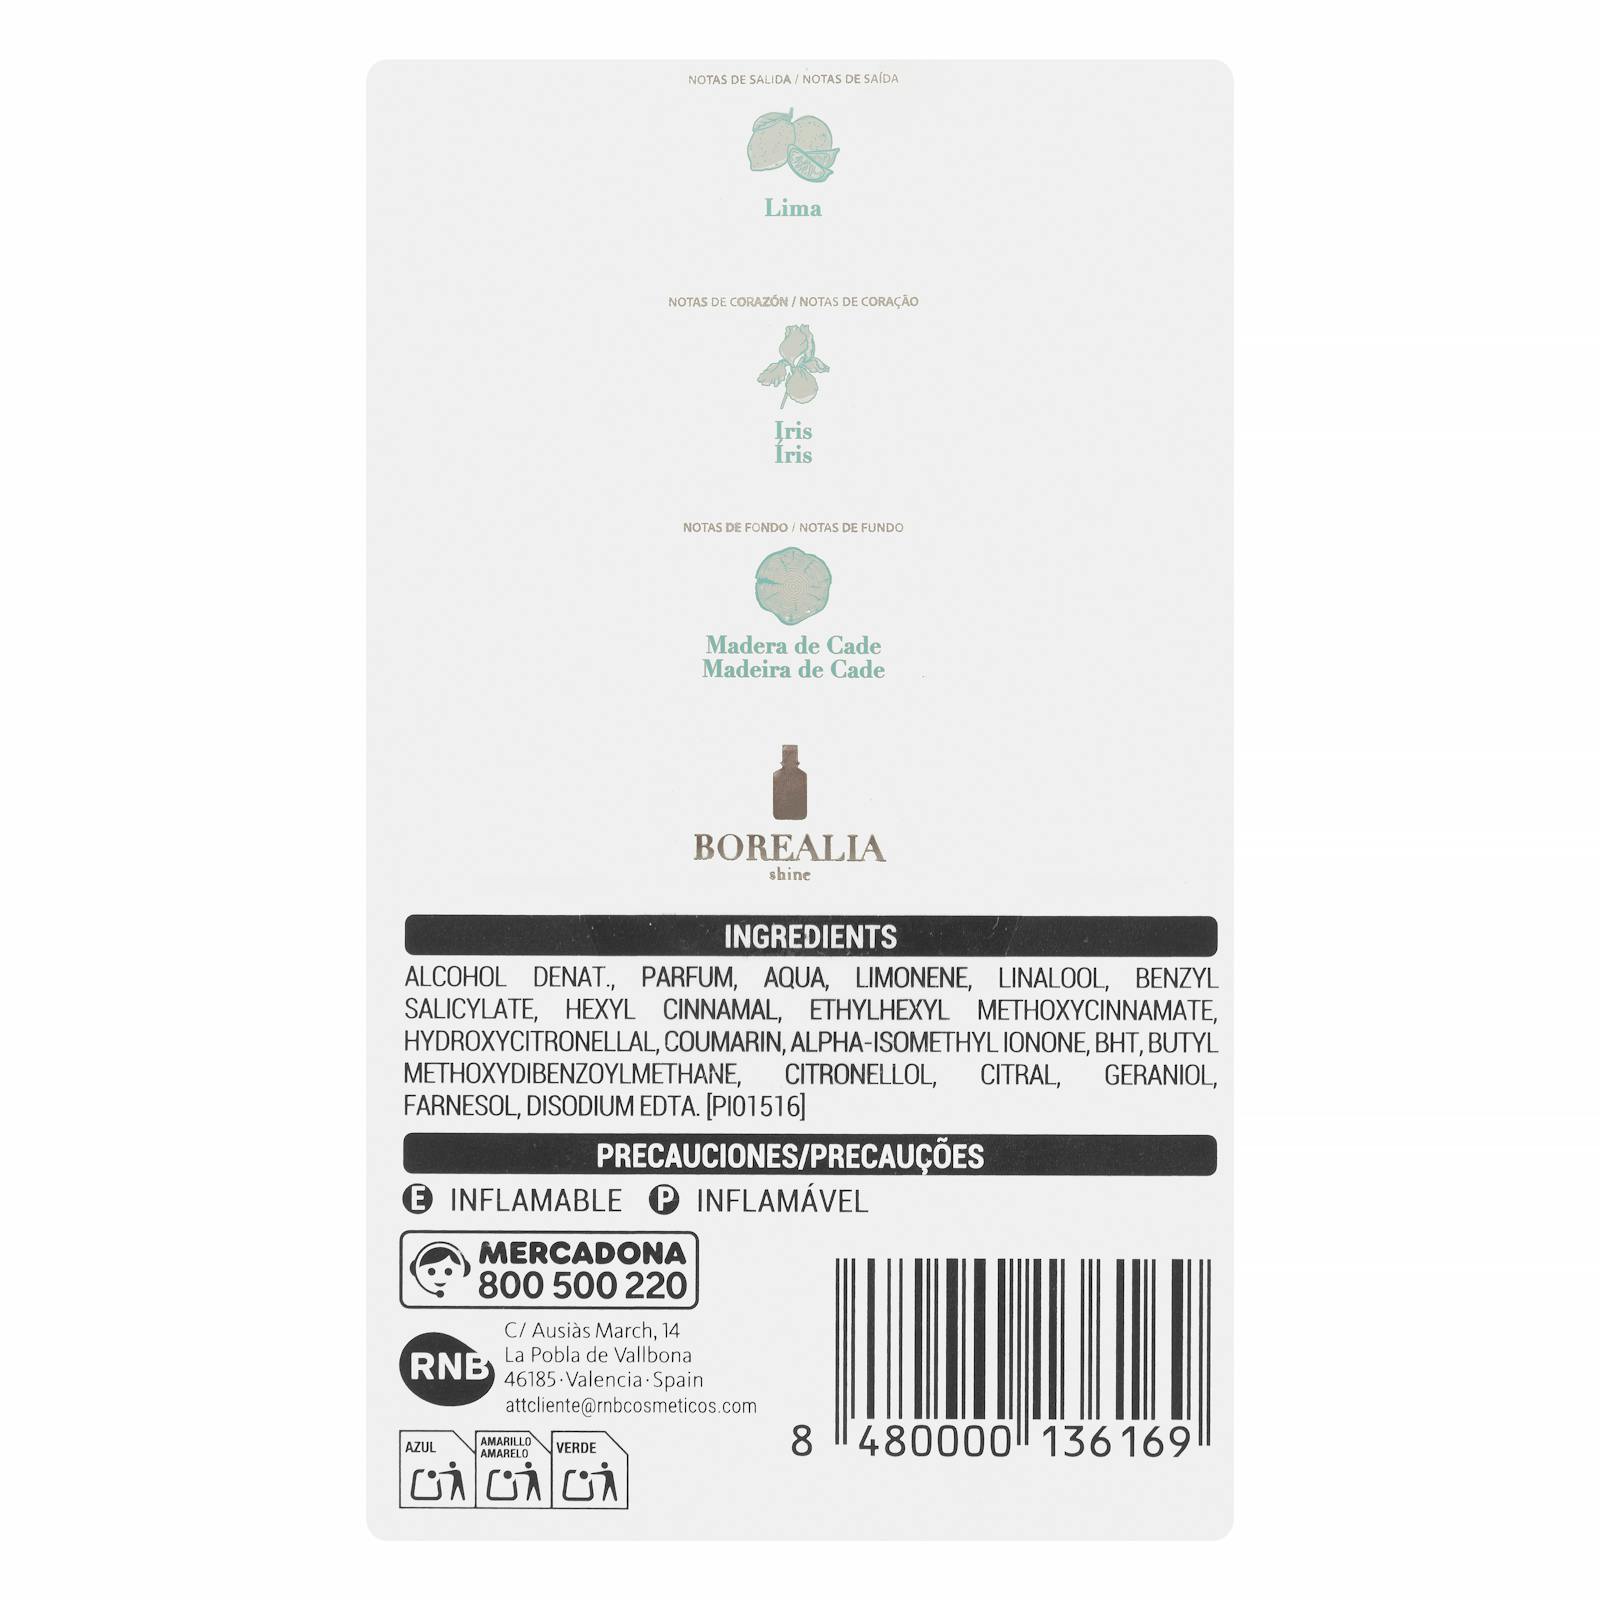 NOTAS DE SALIDA / NOTAS DE SAÍDA
Lima
NOTAS DE CORAZÓN / NOTAS DE CORAÇÃO
Iris
Íris
NOTAS DE FONDO / NOTAS DE FUNDO
Madera de Cade
Madeira de Cade
BOREALIA
shine
INGREDIENTS
ALCOHOL DENAT., PARFUM, AQUA, LIMONENE, LINALOOL, BENZYL
SALICYLATE, HEXYL CINNAMAL, ETHYLHEXYL METHOXYCINNAMATE,
HYDROXYCITRONELLAL, COUMARIN, ALPHA-ISOMETHYL IONONE, BHT, BUTYL
METHOXYDIBENZOYLMETHANE, CITRONELLOL, CITRAL, GERANIOL,
FARNESOL, DISODIUM EDTA. [PI01516]
PRECAUCIONES/PRECAUÇÕES
E INFLAMABLE P INFLAMÁVEL
MERCADONA
800 500 220
RNB
C/ Ausiàs March, 14
La Pobla de Vallbona
46185·Valencia·Spain
attcliente@rnbcosmeticos.com
AZUL
AMARILLO
AMARELO
VERDE
8 480000 136169